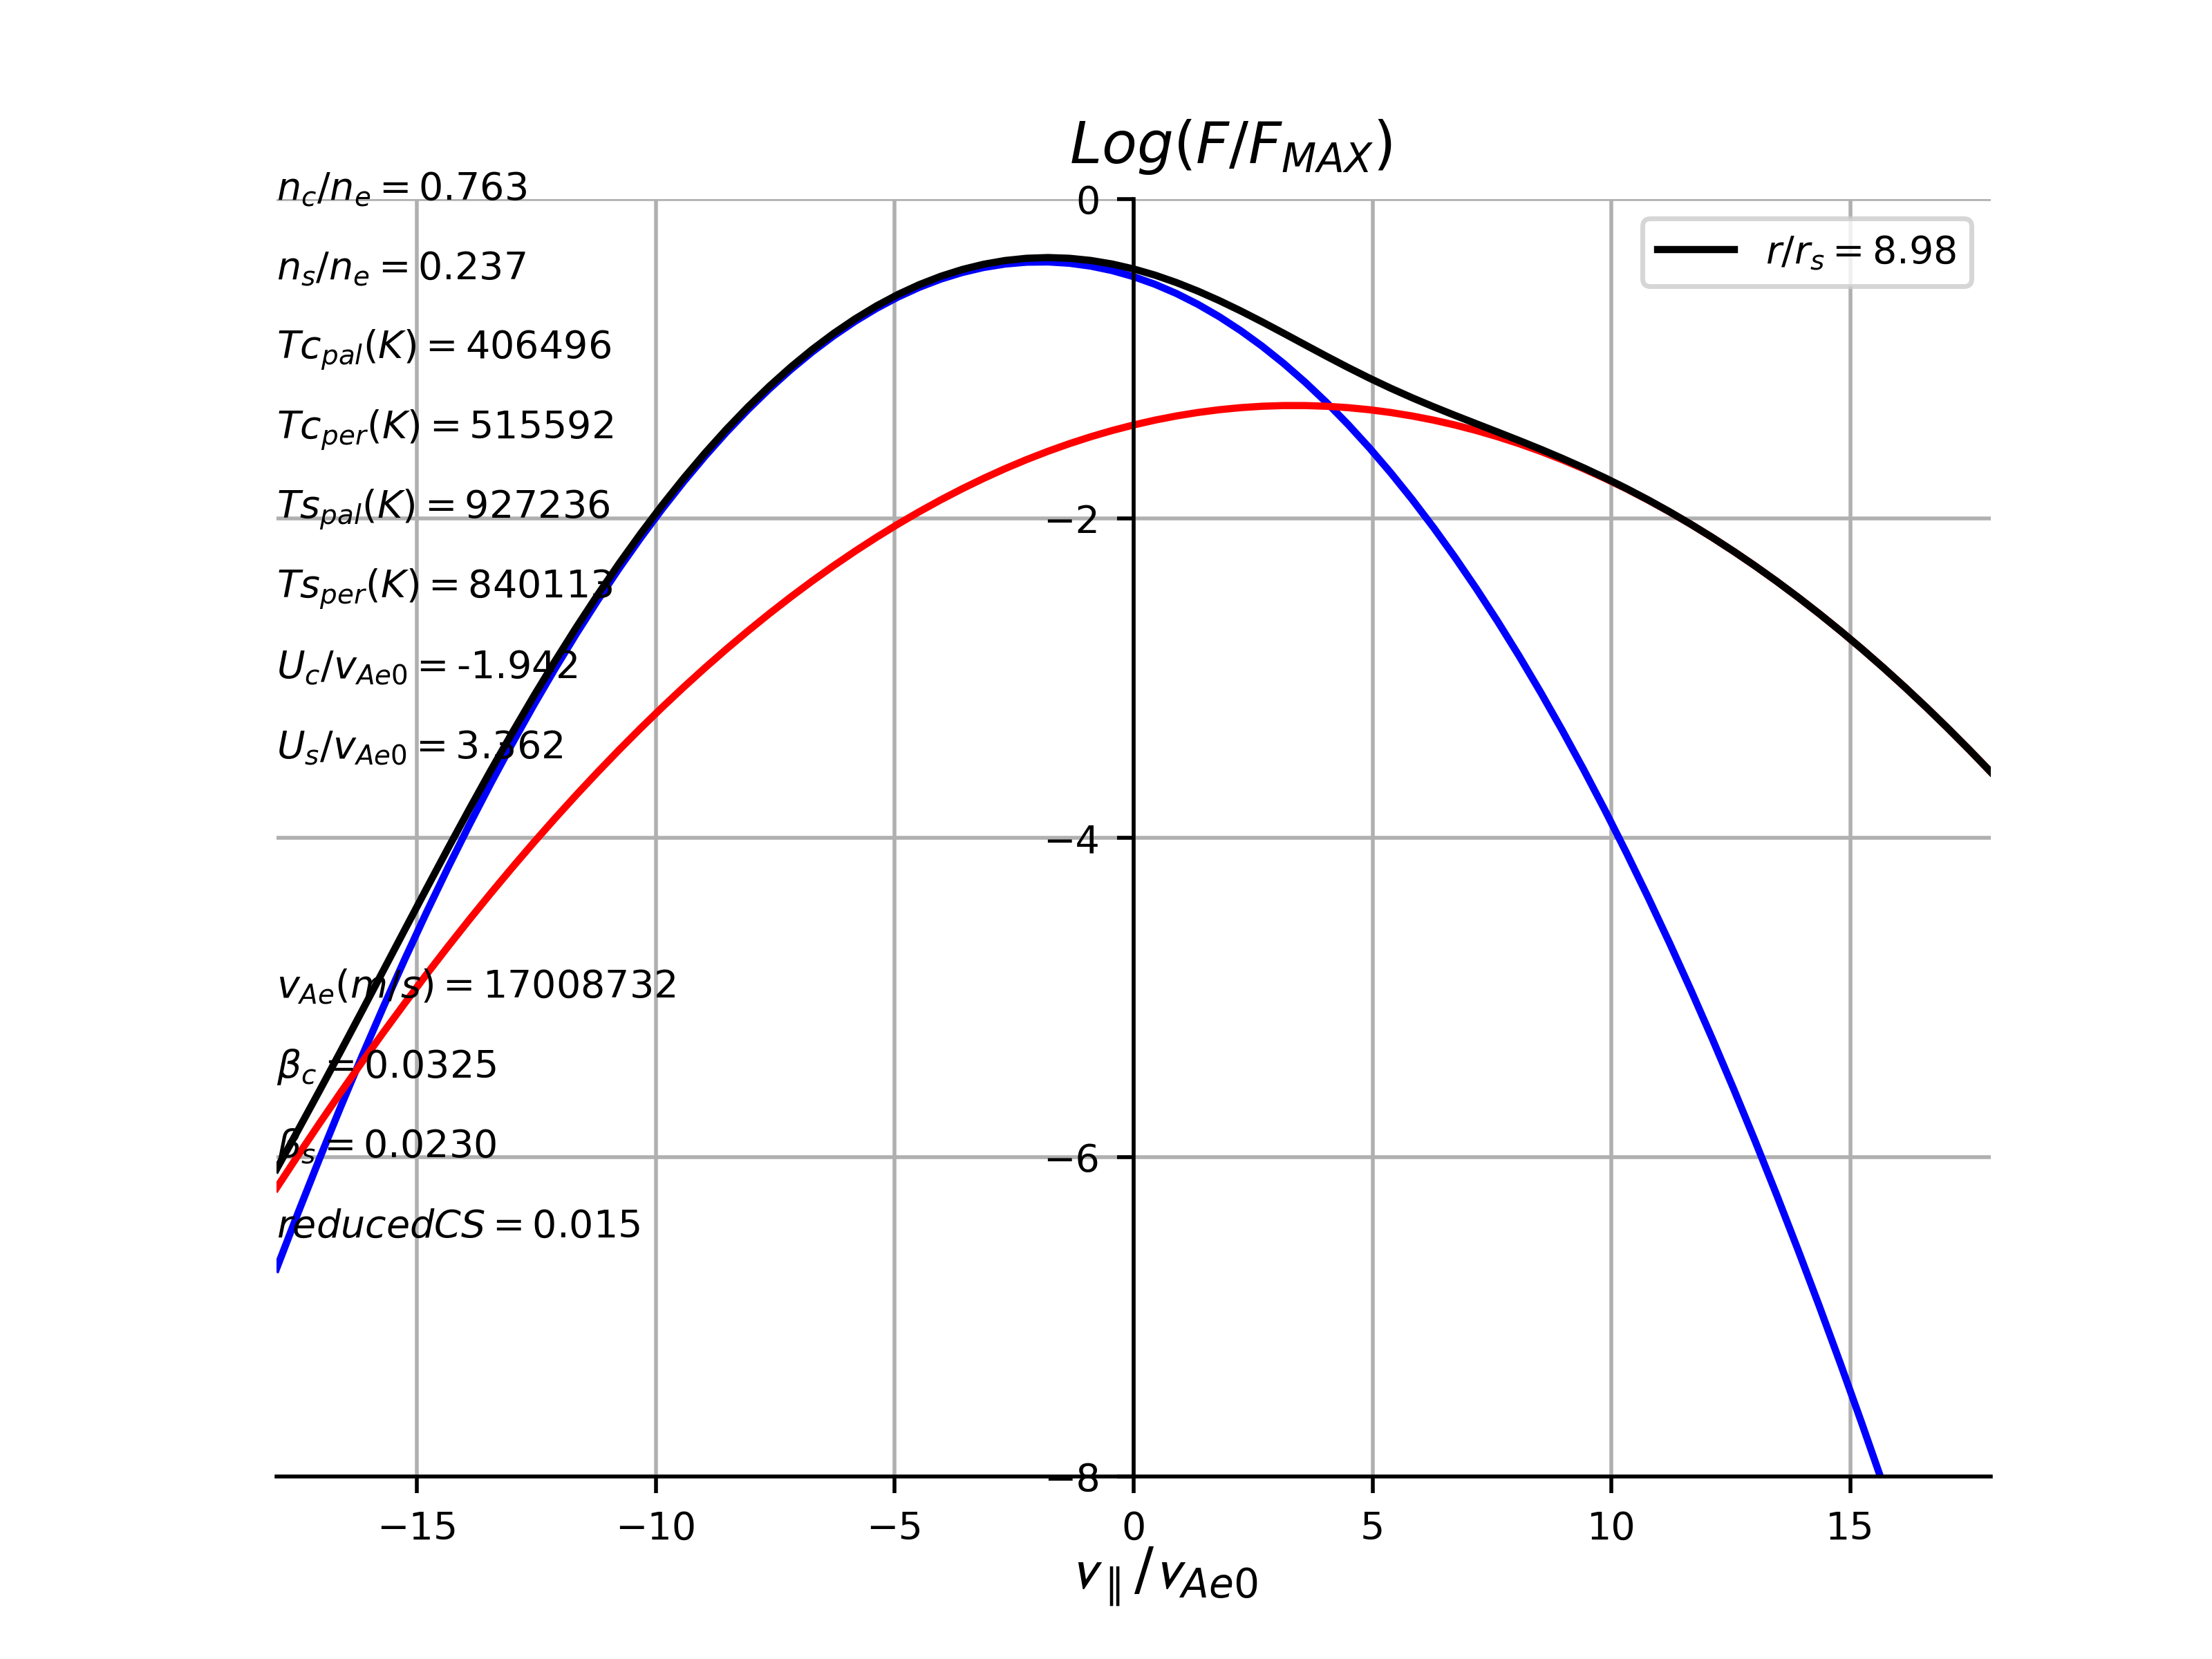 Log(F/F_MAX)
n_c/n_e = 0.763
n_s/n_e = 0.237
Tc_pal(K) = 406496
Tc_per(K) = 515592
Ts_pal(K) = 927236
Ts_per(K) = 840113
U_c/v_Ae0 = -1.942
U_s/v_Ae0 = 3.362
v_Ae(m/s) = 17008732
β_c = 0.0325
β_s = 0.0230
reducedCS = 0.015
r/r_s = 8.98
0
−2
−4
−6
−8
−15 −10 −5 0 5 10 15
v_∥/v_Ae0